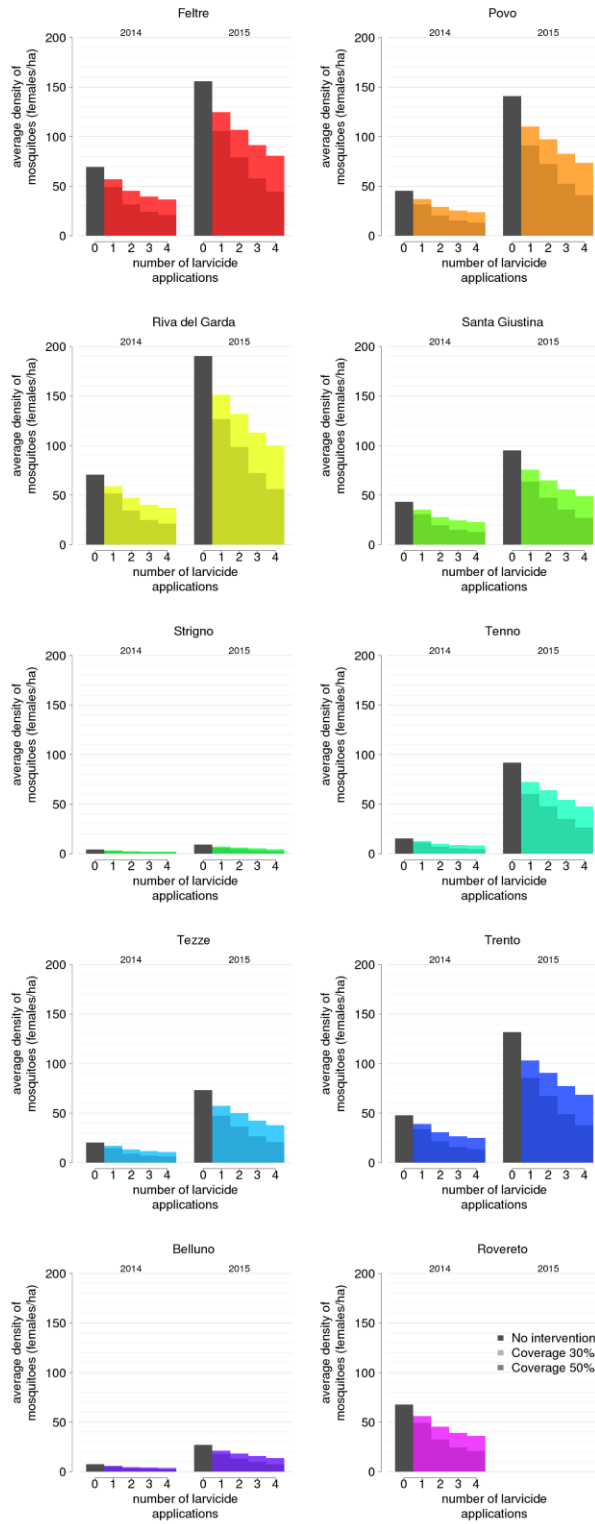 Feltre
2014 2015
average density of
mosquitoes (females/ha)
200
150
100
50
0
0 1 2 3 4 0 1 2 3 4
number of larvicide
applications
Povo
2014 2015
average density of
mosquitoes (females/ha)
200
150
100
50
0
0 1 2 3 4 0 1 2 3 4
number of larvicide
applications
Riva del Garda
2014 2015
average density of
mosquitoes (females/ha)
200
150
100
50
0
0 1 2 3 4 0 1 2 3 4
number of larvicide
applications
Santa Giustina
2014 2015
average density of
mosquitoes (females/ha)
200
150
100
50
0
0 1 2 3 4 0 1 2 3 4
number of larvicide
applications
Strigno
2014 2015
average density of
mosquitoes (females/ha)
200
150
100
50
0
0 1 2 3 4 0 1 2 3 4
number of larvicide
applications
Tenno
2014 2015
average density of
mosquitoes (females/ha)
200
150
100
50
0
0 1 2 3 4 0 1 2 3 4
number of larvicide
applications
Tezze
2014 2015
average density of
mosquitoes (females/ha)
200
150
100
50
0
0 1 2 3 4 0 1 2 3 4
number of larvicide
applications
Trento
2014 2015
average density of
mosquitoes (females/ha)
200
150
100
50
0
0 1 2 3 4 0 1 2 3 4
number of larvicide
applications
Belluno
2014 2015
average density of
mosquitoes (females/ha)
200
150
100
50
0
0 1 2 3 4 0 1 2 3 4
number of larvicide
applications
Rovereto
2014 2015
average density of
mosquitoes (females/ha)
200
150
100
50
0
No intervention
Coverage 30%
Coverage 50%
0 1 2 3 4 0 1 2 3 4
number of larvicide
applications